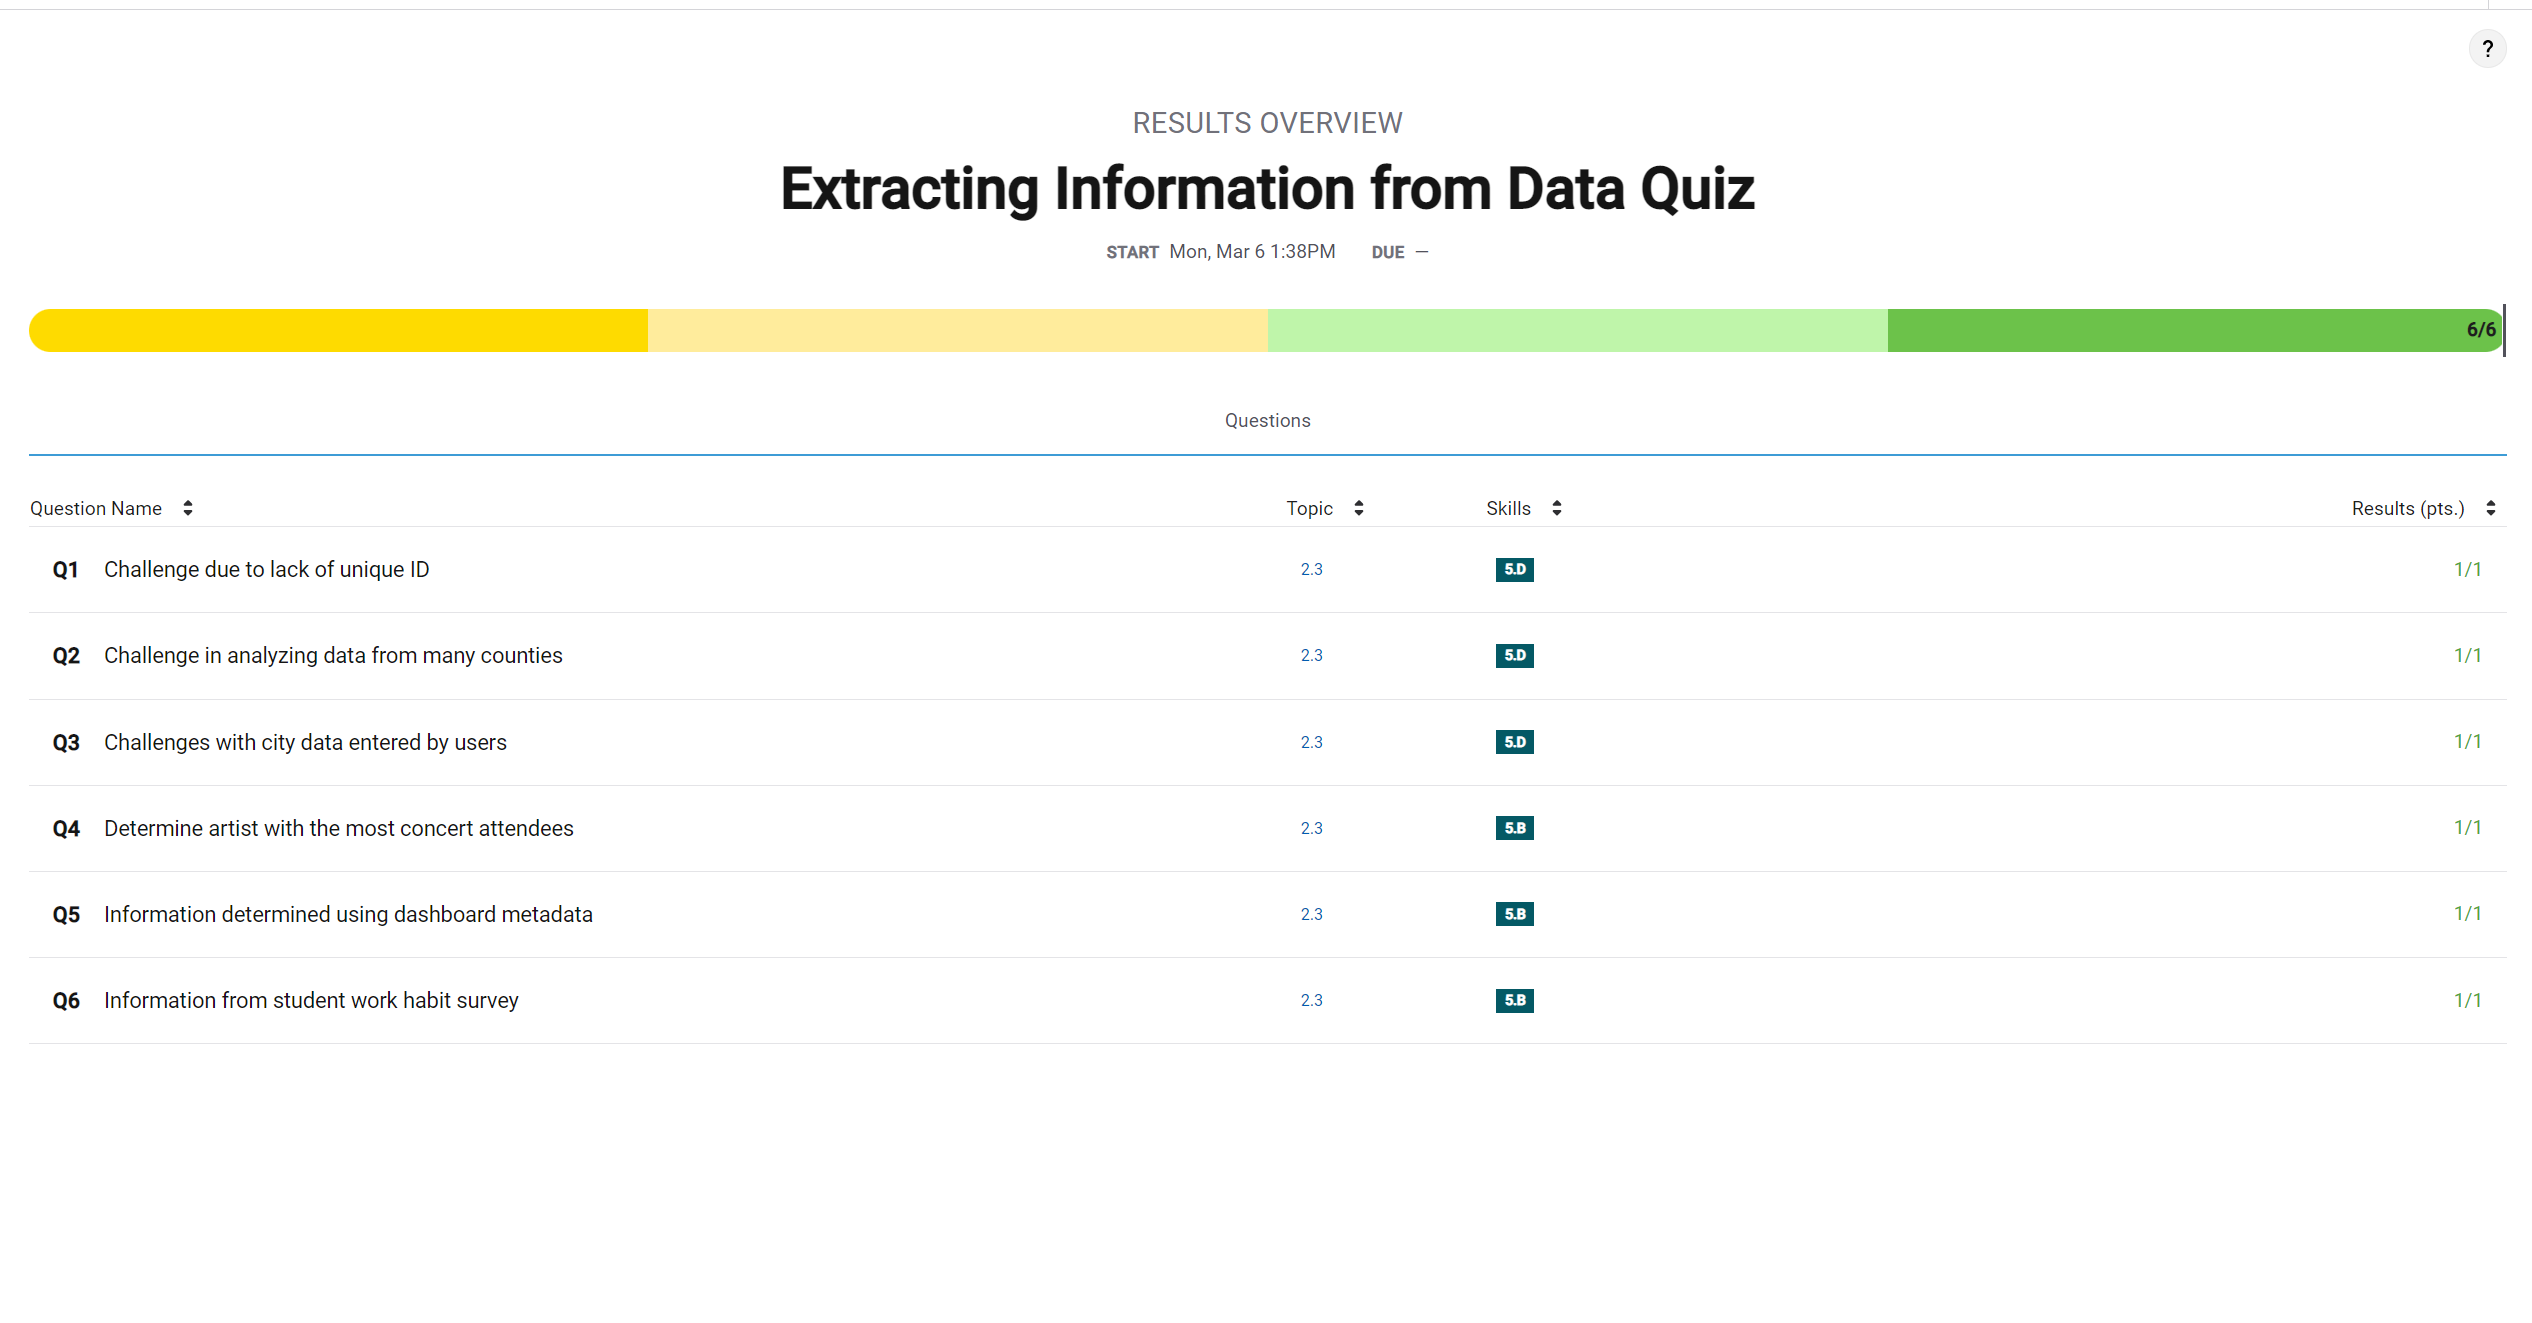 ?
RESULTS OVERVIEW
Extracting Information from Data Quiz
START Mon, Mar 6 1:38PM DUE —
6/6
Questions
Question Name Topic Skills Results (pts.)
Q1 Challenge due to lack of unique ID 2.3 5.D 1/1
Q2 Challenge in analyzing data from many counties 2.3 5.D 1/1
Q3 Challenges with city data entered by users 2.3 5.D 1/1
Q4 Determine artist with the most concert attendees 2.3 5.B 1/1
Q5 Information determined using dashboard metadata 2.3 5.B 1/1
Q6 Information from student work habit survey 2.3 5.B 1/1